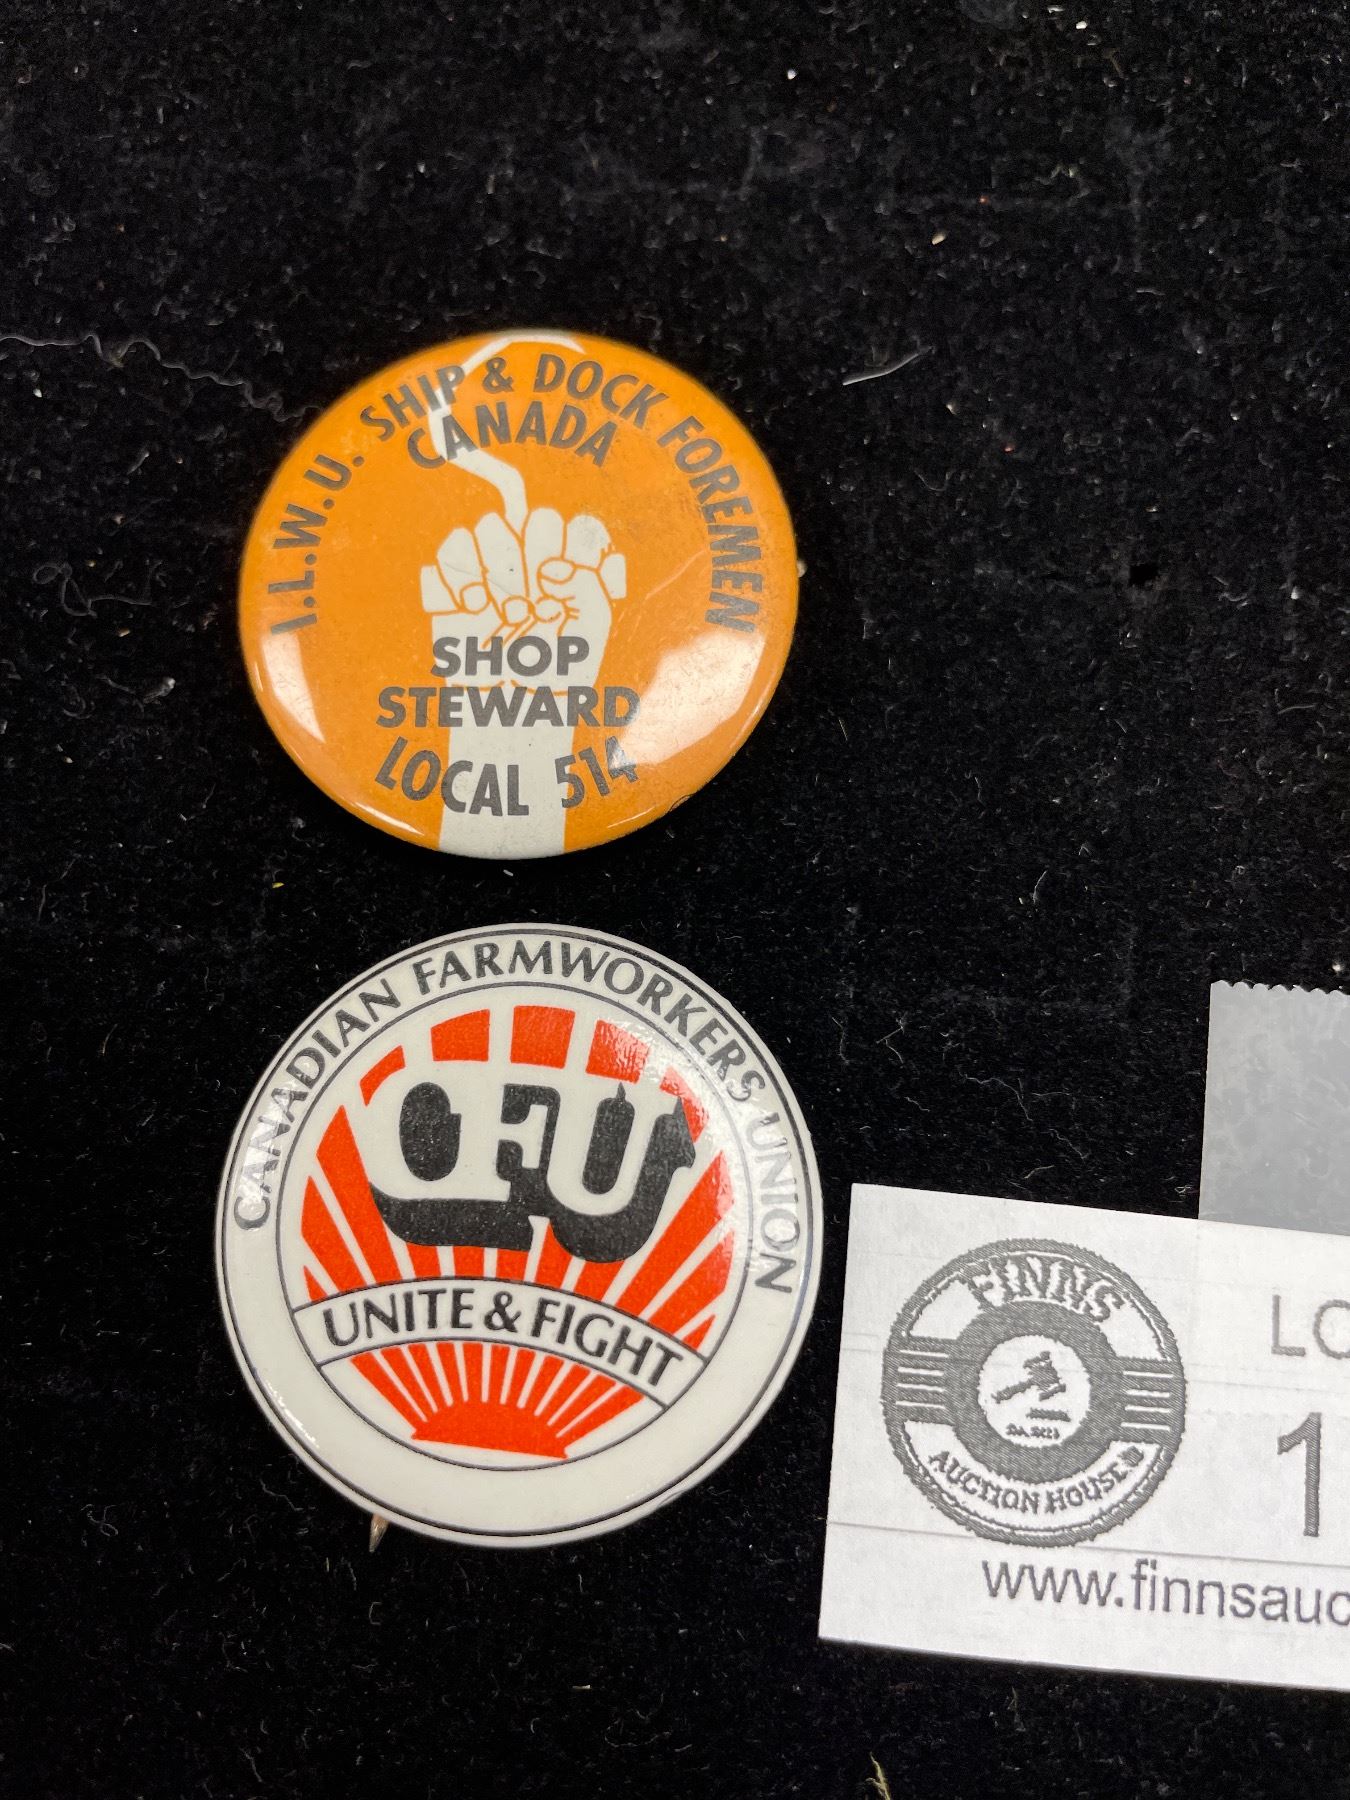 I.L.W.U. SHIP & DOCK FOREMEN
CANADA
SHOP
STEWARD
LOCAL 514
CANADIAN FARMWORKERS UNION
CFU
UNITE & FIGHT
FINNS
AUCTION HOUSE
LO
1
www.finnsauc